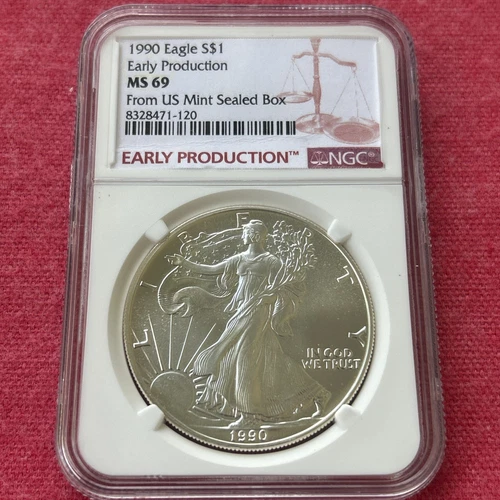 1990 Eagle S$1
Early Production
MS 69
From US Mint Sealed Box
8328471-120
EARLY PRODUCTION™ NGC®
LIBERTY
IN GOD
WE TRUST
1990